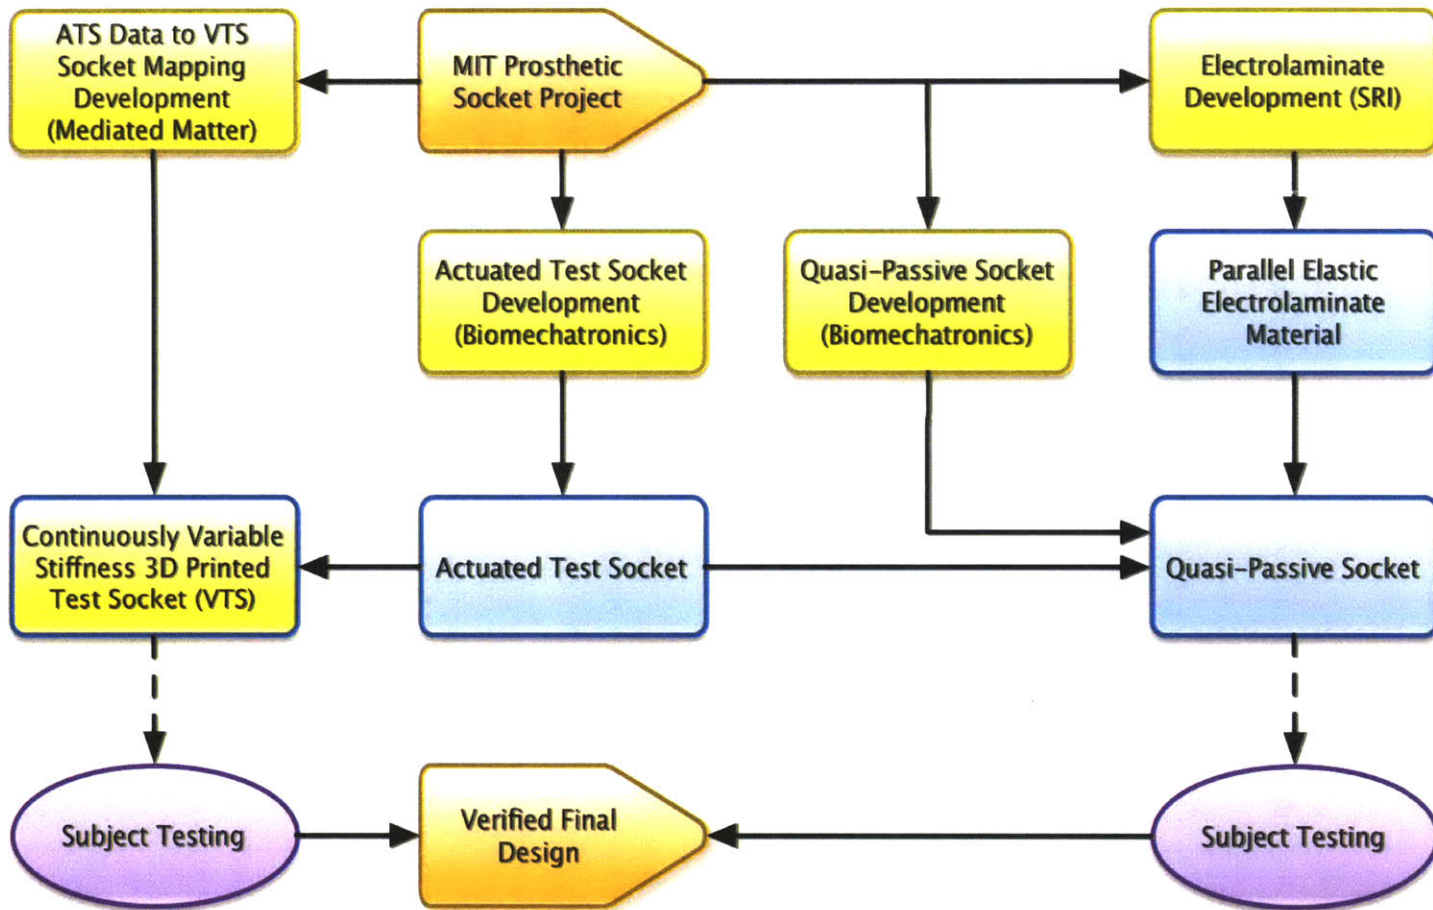 ATS Data to VTS
Socket Mapping
Development
(Mediated Matter)
MIT Prosthetic
Socket Project
Electrolaminate
Development (SRI)
Actuated Test Socket
Development
(Biomechatronics)
Quasi-Passive Socket
Development
(Biomechatronics)
Parallel Elastic
Electrolaminate
Material
Continuously Variable
Stiffness 3D Printed
Test Socket (VTS)
Actuated Test Socket
Quasi-Passive Socket
Subject Testing
Verified Final
Design
Subject Testing